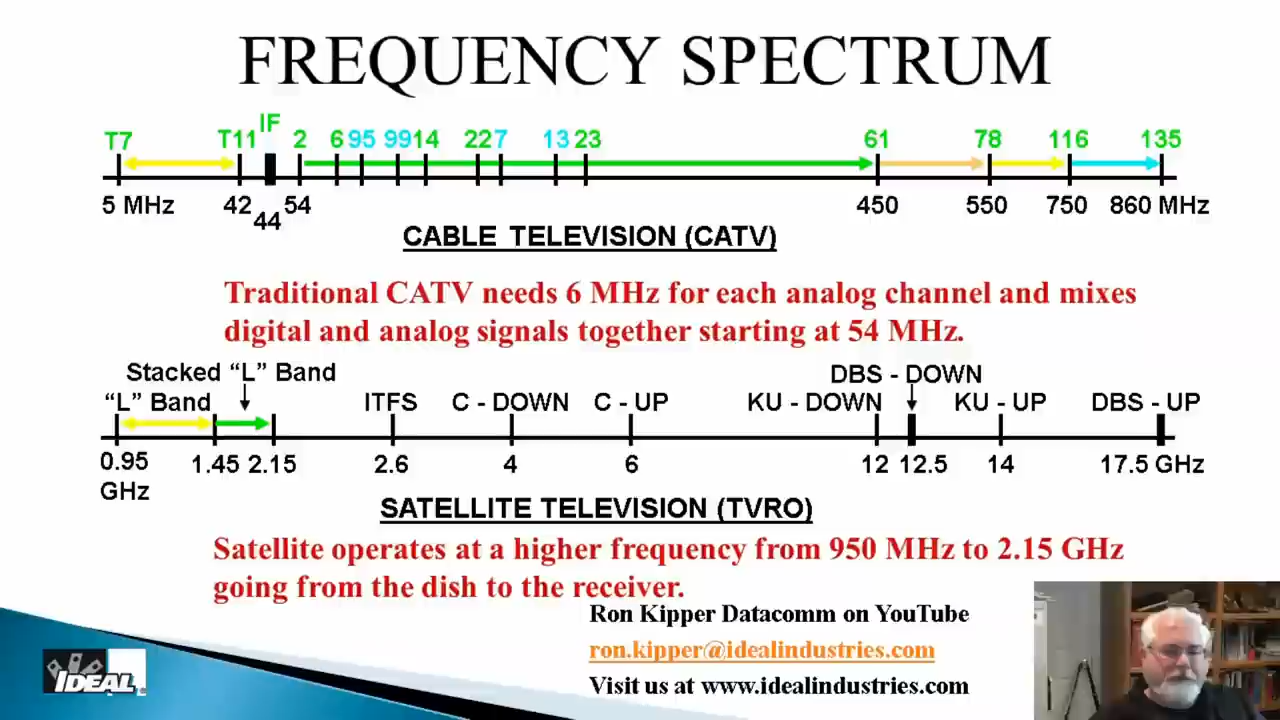 FREQUENCY SPECTRUM
T7 T11 IF 2 6 95 99 14 22 7 13 23 61 78 116 135
5 MHz 42 44 54 450 550 750 860 MHz
CABLE TELEVISION (CATV)
Traditional CATV needs 6 MHz for each analog channel and mixes
digital and analog signals together starting at 54 MHz.
Stacked “L” Band DBS - DOWN
“L” Band ITFS C - DOWN C - UP KU - DOWN KU - UP DBS - UP
0.95 1.45 2.15 2.6 4 6 12 12.5 14 17.5 GHz
GHz
SATELLITE TELEVISION (TVRO)
Satellite operates at a higher frequency from 950 MHz to 2.15 GHz
going from the dish to the receiver.
Ron Kipper Datacomm on YouTube
ron.kipper@idealindustries.com
Visit us at www.idealindustries.com
IDEAL